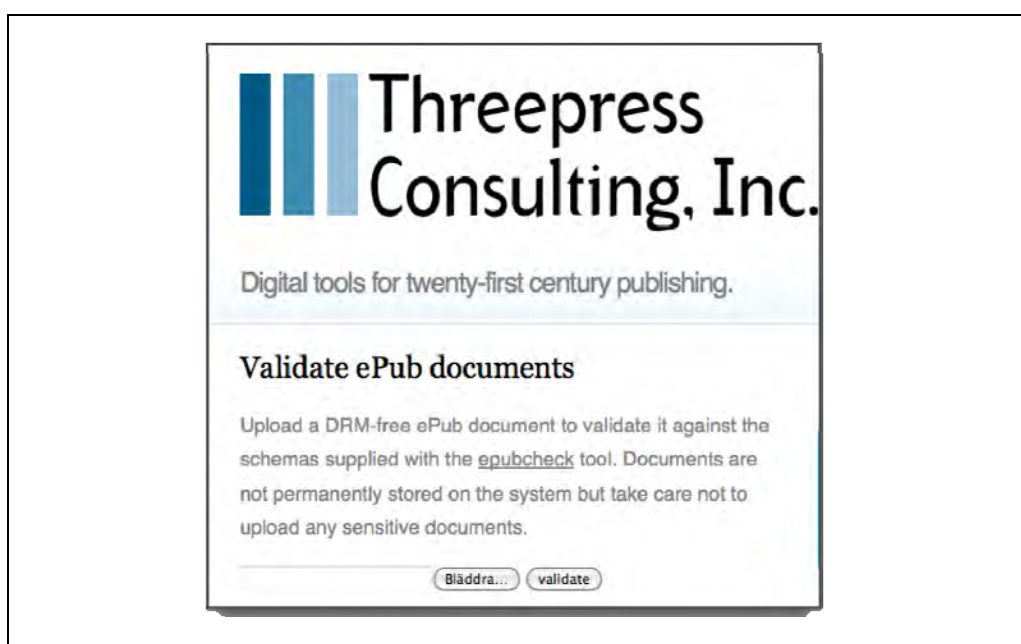 Threepress
Consulting, Inc.
Digital tools for twenty-first century publishing.
Validate ePub documents
Upload a DRM-free ePub document to validate it against the
schemas supplied with the epubcheck tool. Documents are
not permanently stored on the system but take care not to
upload any sensitive documents.
Bläddra... validate